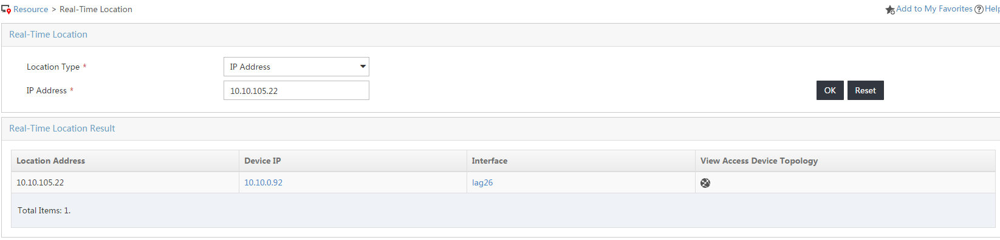 Resource > Real-Time Location
Add to My Favorites Help
Real-Time Location
Location Type * IP Address
IP Address * 10.10.105.22 OK Reset
Real-Time Location Result
Location Address Device IP Interface View Access Device Topology
10.10.105.22 10.10.0.92 lag26
Total Items: 1.